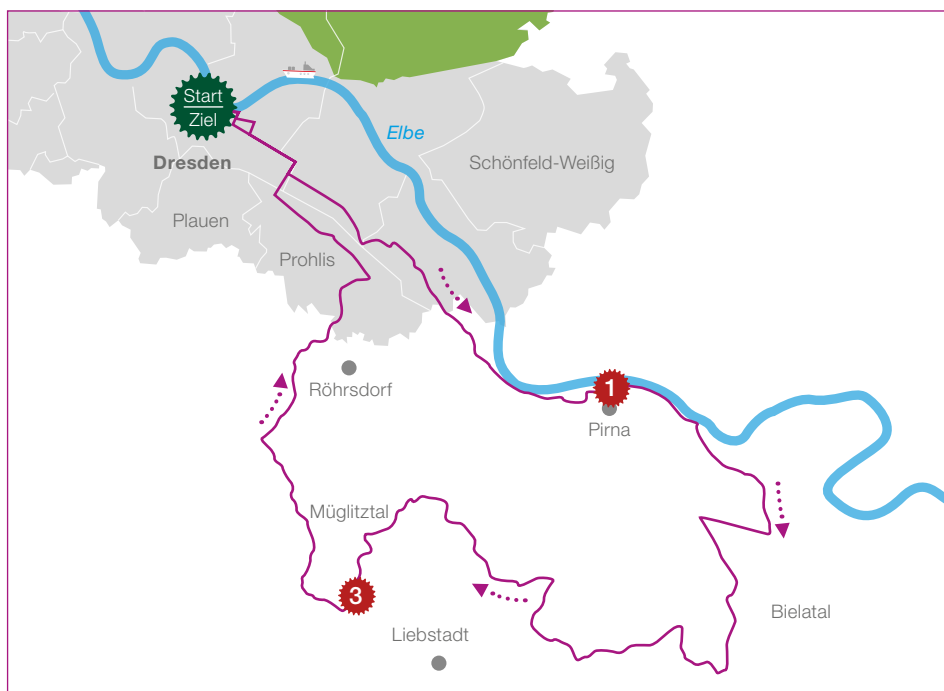 Start
Ziel
Elbe
Dresden
Schönfeld-Weißig
Plauen
Prohlis
Röhrsdorf
1
Pirna
Müglitztal
3
Bielatal
Liebstadt